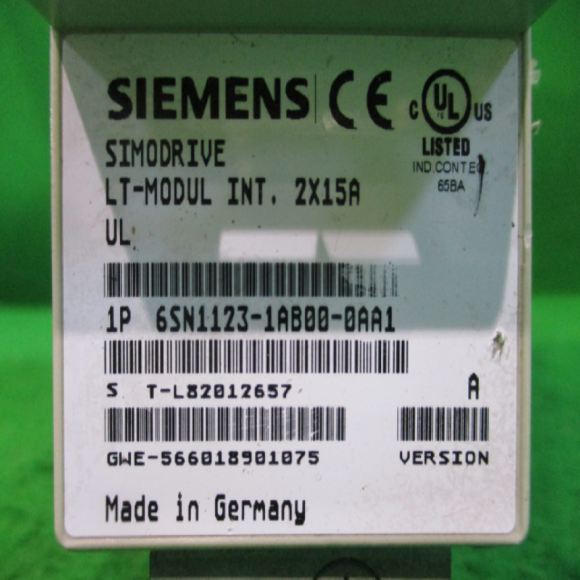 SIEMENS CE C UL US
LISTED
SIMODRIVE
IND.CONT.EQ.
LT-MODUL INT. 2X15A
65BA
UL
1P 6SN1123-1AB00-0AA1
S T-L82012657 A
GWE-566018901075 VERSION
Made in Germany